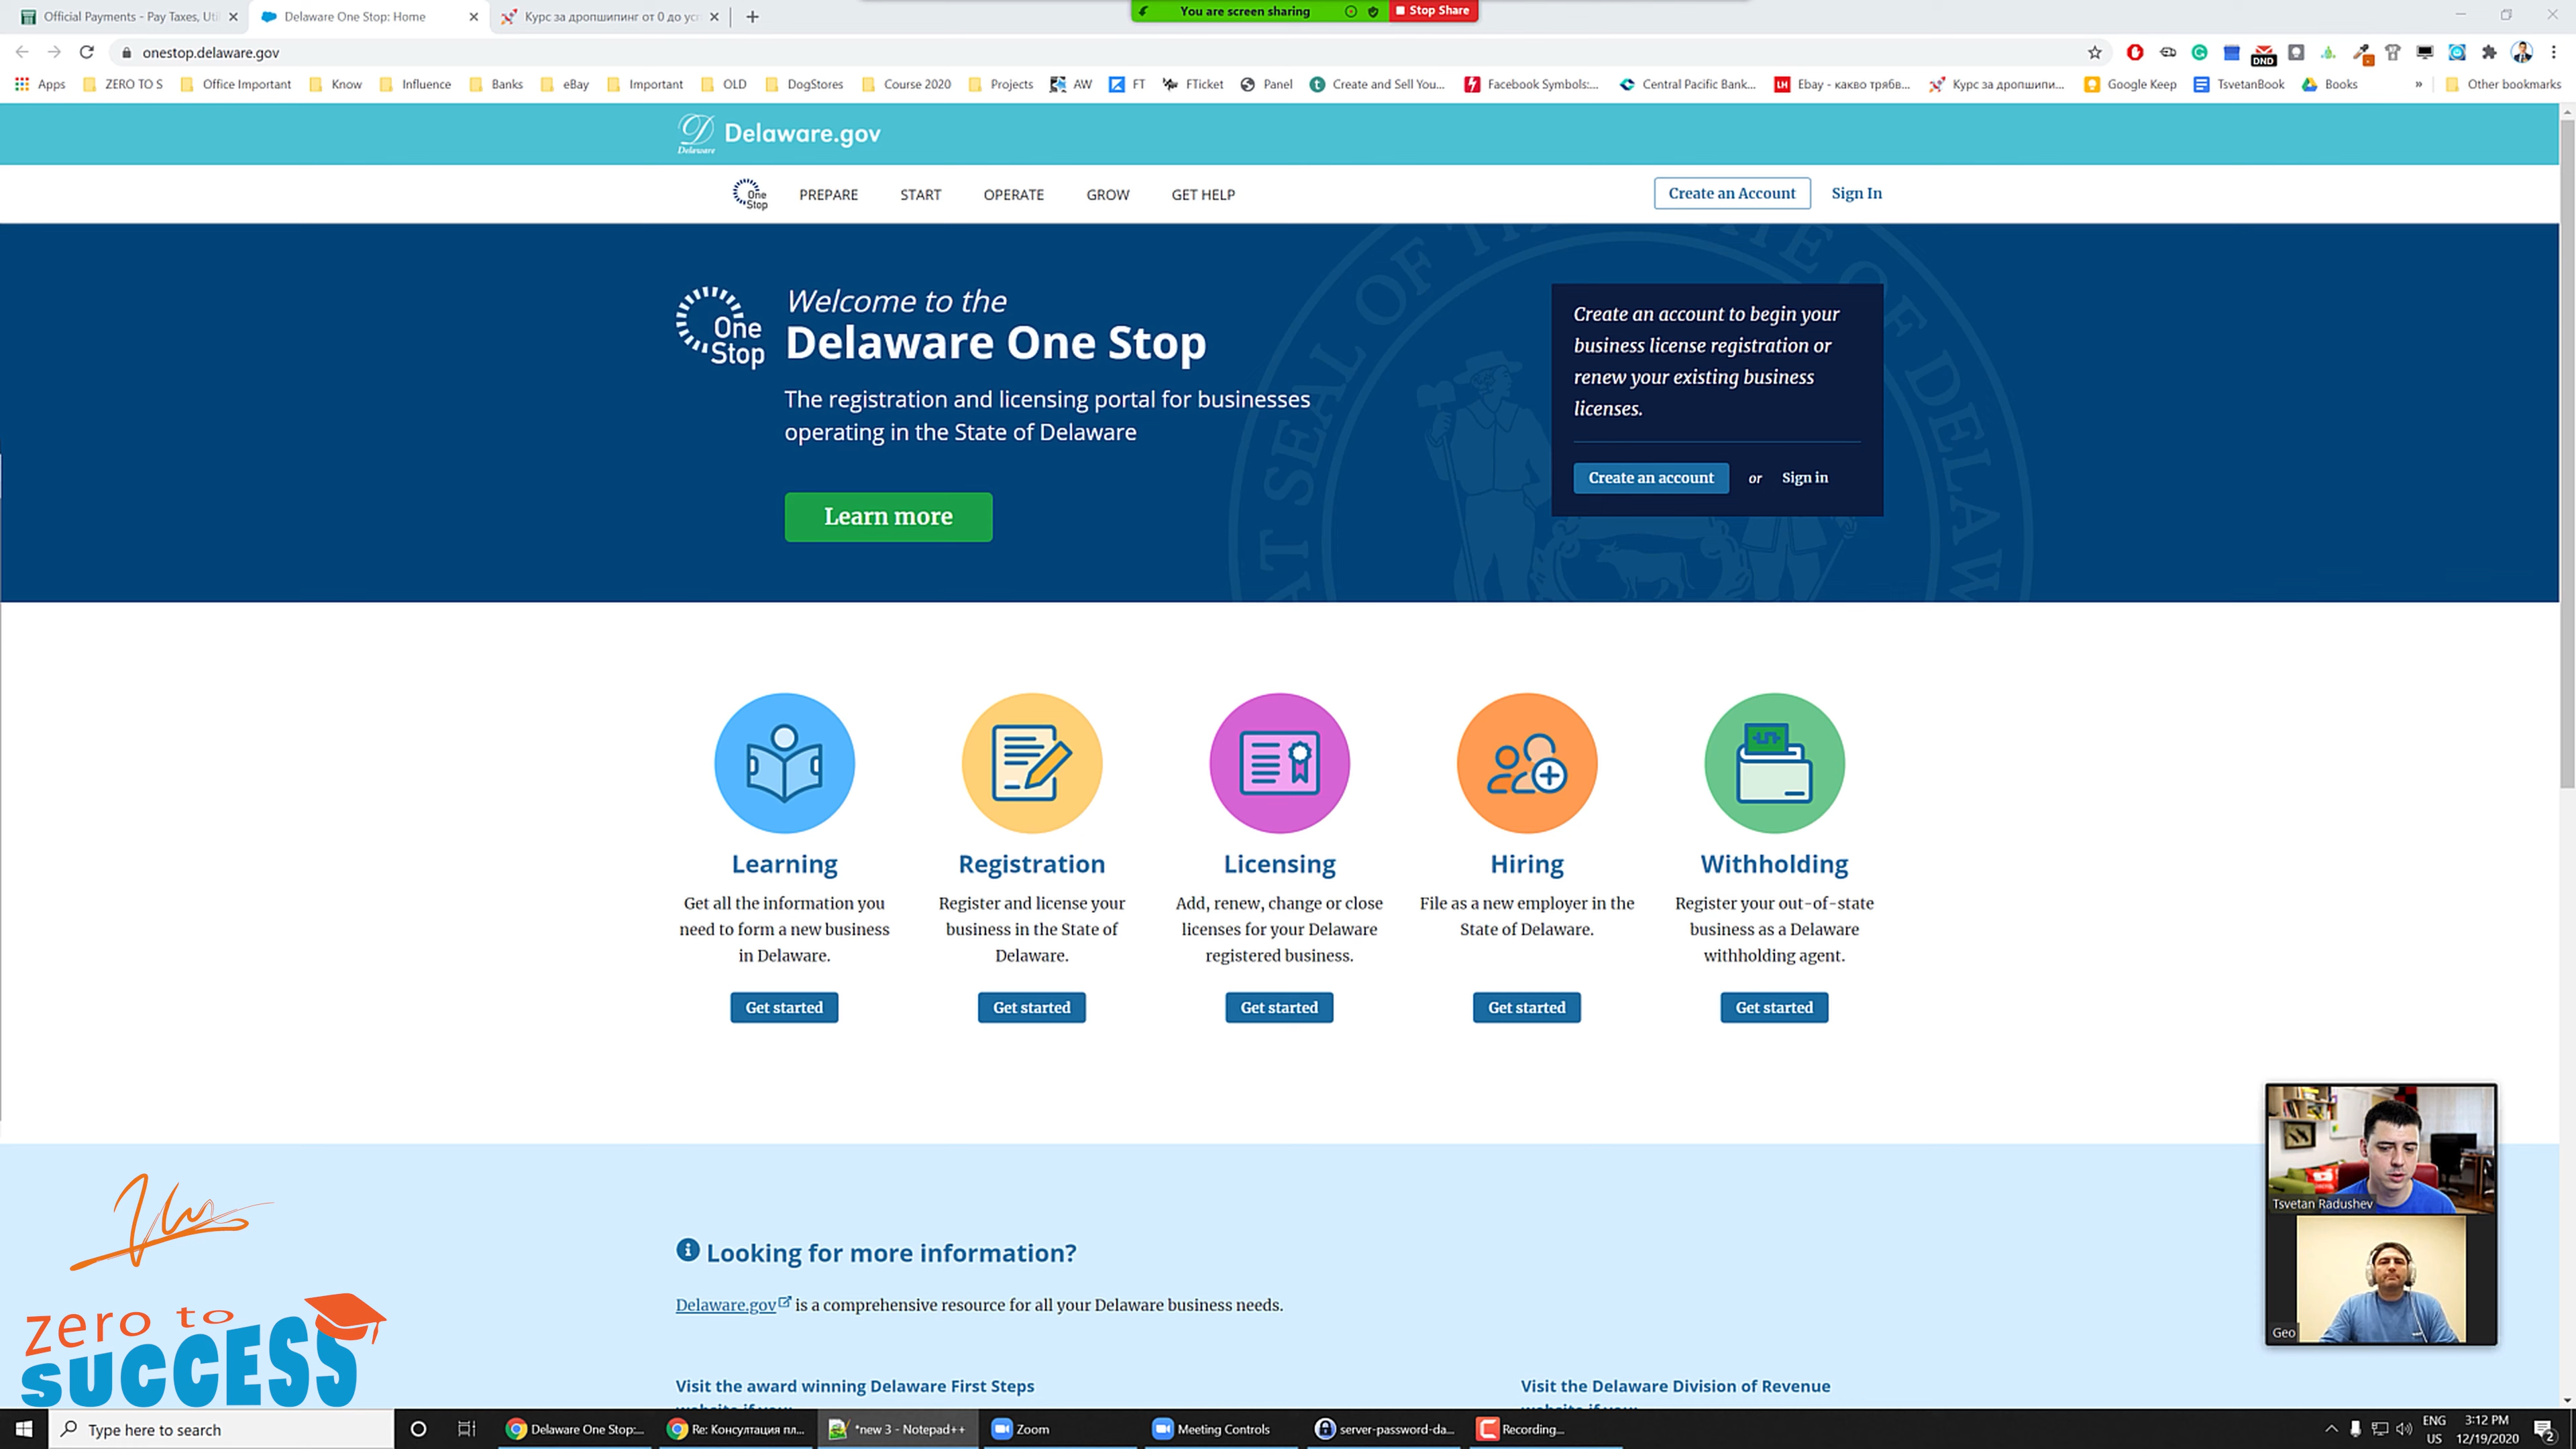 Official Payments - Pay Taxes, Uti
Delaware One Stop: Home
Курс за дропшипинг от 0 до усп
You are screen sharing
Stop Share
onestop.delaware.gov
DND
Apps
ZERO TO S
Office Important
Know
Influence
Banks
eBay
Important
OLD
DogStores
Course 2020
Projects
AW
FT
FTicket
Panel
Create and Sell You...
Facebook Symbols:...
Central Pacific Bank...
LH
Ebay - какво трябв...
Курс за дропшипи...
Google Keep
TsvetanBook
Books
»
Other bookmarks
Delaware
Delaware.gov
One Stop
PREPARE
START
OPERATE
GROW
GET HELP
Create an Account
Sign In
One
Stop
Welcome to the
Delaware One Stop
The registration and licensing portal for businesses
operating in the State of Delaware
Learn more
Create an account to begin your
business license registration or
renew your existing business
licenses.
Create an account or Sign in
Learning
Get all the information you
need to form a new business
in Delaware.
Get started
Registration
Register and license your
business in the State of
Delaware.
Get started
Licensing
Add, renew, change or close
licenses for your Delaware
registered business.
Get started
Hiring
File as a new employer in the
State of Delaware.
Get started
Withholding
Register your out-of-state
business as a Delaware
withholding agent.
Get started
Looking for more information?
Delaware.gov is a comprehensive resource for all your Delaware business needs.
Visit the award winning Delaware First Steps
website if you
Visit the Delaware Division of Revenue
website if you
zero to
SUCCESS
Tsvetan Radushev
Geo
Type here to search
Delaware One Stop:...
Re: Консултация пл...
*new 3 - Notepad++
Zoom
Meeting Controls
server-password-da...
Recording...
ENG
US
3:12 PM
12/19/2020
2